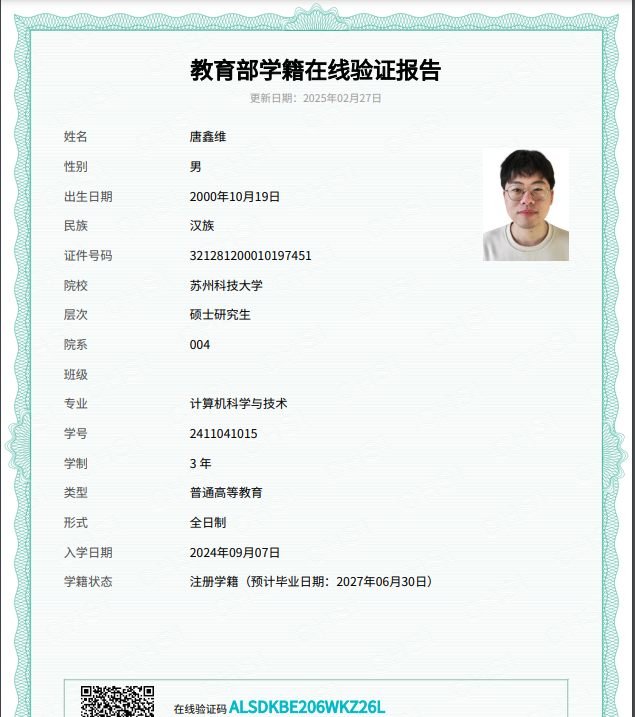 教育部学籍在线验证报告
更新日期：2025年02月27日
姓名 唐鑫维
性别 男
出生日期 2000年10月19日
民族 汉族
证件号码 321281200010197451
院校 苏州科技大学
层次 硕士研究生
院系 004
班级
专业 计算机科学与技术
学号 2411041015
学制 3 年
类型 普通高等教育
形式 全日制
入学日期 2024年09月07日
学籍状态 注册学籍（预计毕业日期：2027年06月30日）
在线验证码 ALSDKBE206WKZ26L